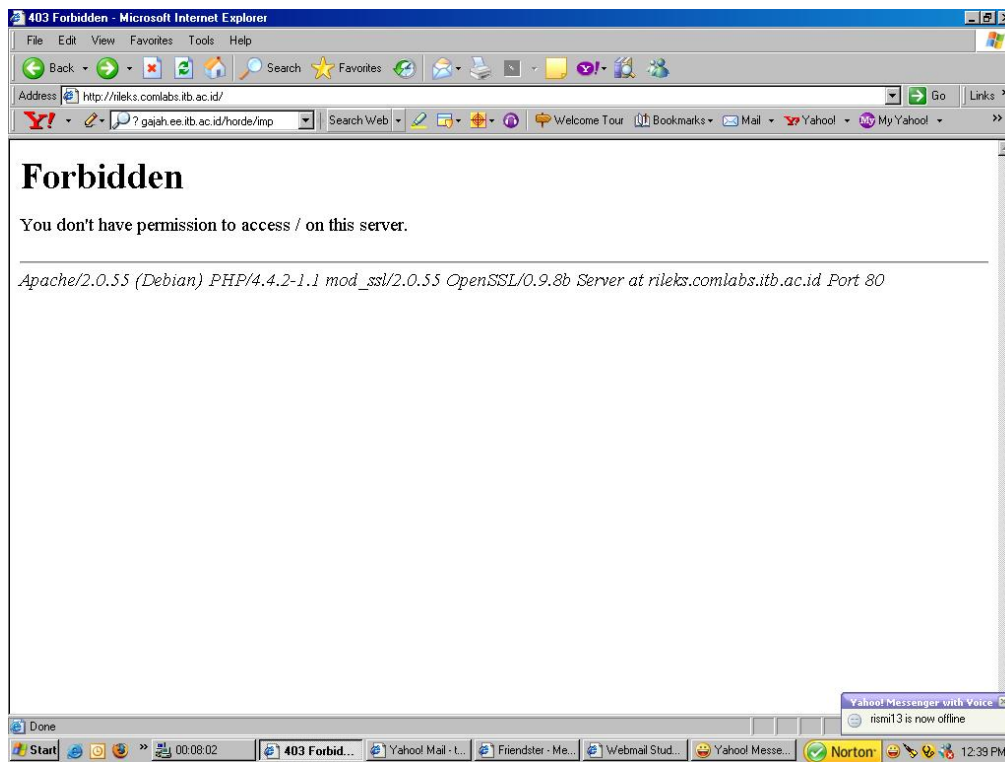 403 Forbidden - Microsoft Internet Explorer
File Edit View Favorites Tools Help
Back Search Favorites
Address http://rileks.comlabs.itb.ac.id/ Go Links
Y! ? gajah.ee.itb.ac.id/horde/imp Search Web Welcome Tour Bookmarks Mail Yahoo! My Yahoo! »
Forbidden
You don't have permission to access / on this server.
Apache/2.0.55 (Debian) PHP/4.4.2-1.1 mod_ssl/2.0.55 OpenSSL/0.9.8b Server at rileks.comlabs.itb.ac.id Port 80
Yahoo! Messenger with Voice
rismi13 is now offline
Done
Start » 00:08:02 403 Forbid... Yahoo! Mail - t... Friendster - Me... Webmail Stud... Yahoo! Messe... Norton 12:39 PM